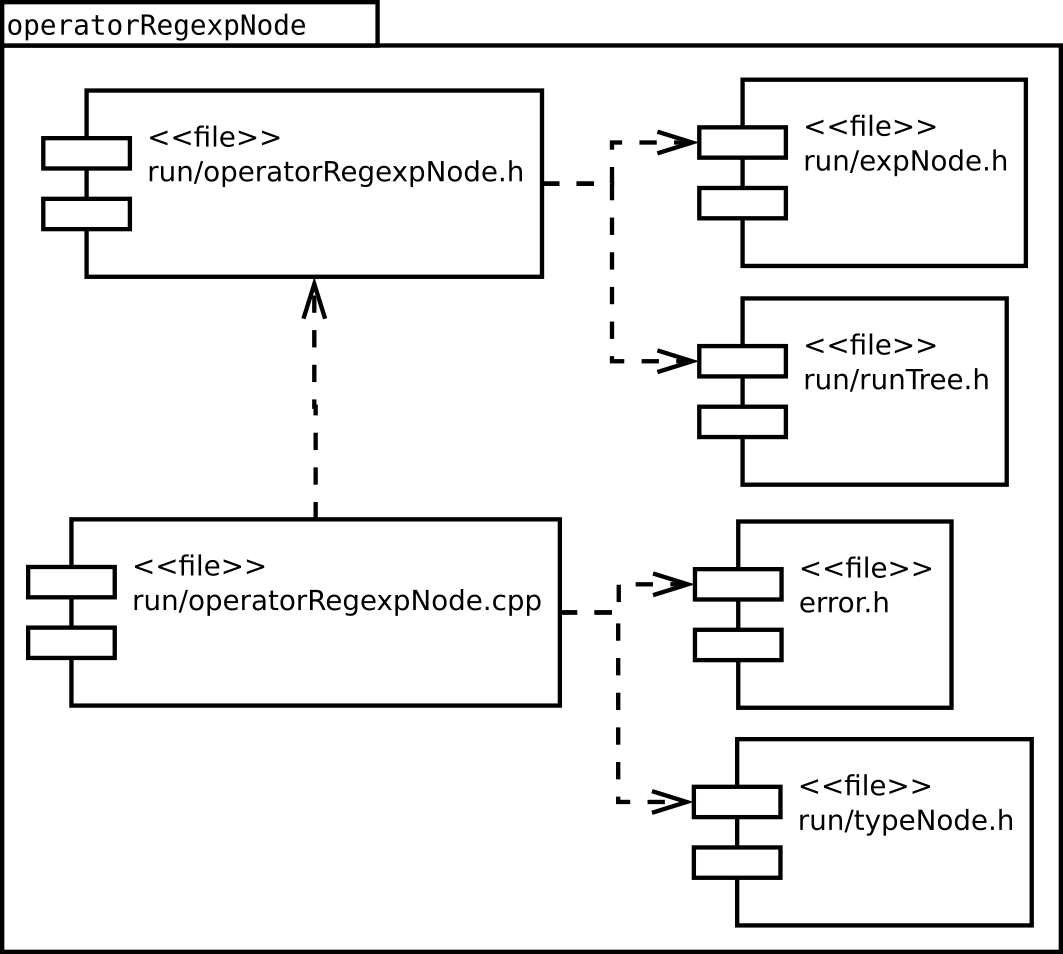 operatorRegexpNode
<<file>>
run/operatorRegexpNode.h
<<file>>
run/expNode.h
<<file>>
run/runTree.h
<<file>>
run/operatorRegexpNode.cpp
<<file>>
error.h
<<file>>
run/typeNode.h